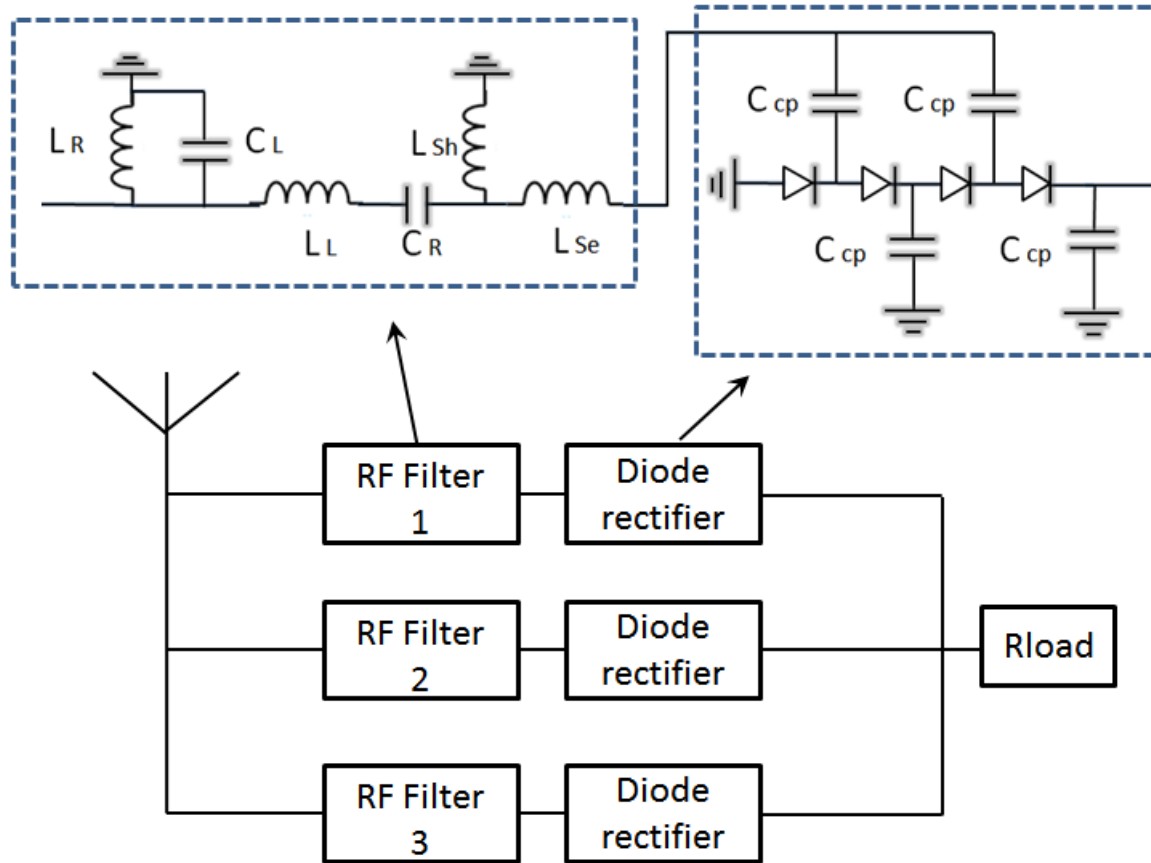 C cp
C cp
L R
C L
L Sh
L L
C R
L Se
C cp
C cp
RF Filter
1
Diode
rectifier
RF Filter
2
Diode
rectifier
Rload
RF Filter
3
Diode
rectifier